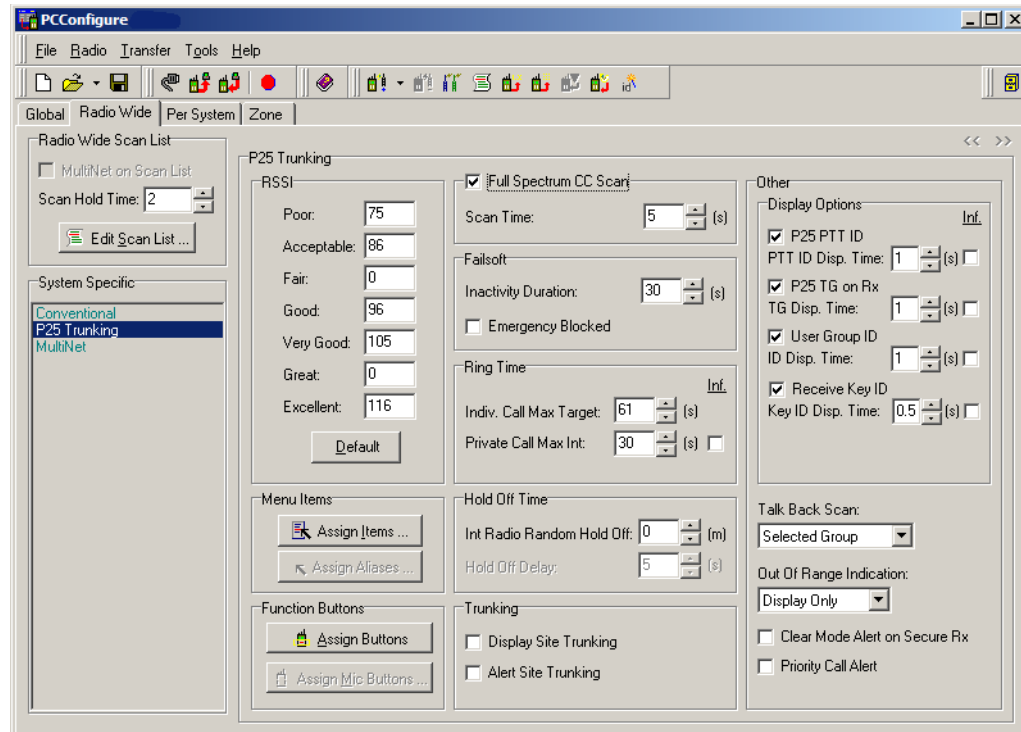 PCConfigure
File Radio Transfer Tools Help
Global Radio Wide Per System Zone
<< >>
Radio Wide Scan List
MultiNet on Scan List
Scan Hold Time: 2
Edit Scan List ...
System Specific
Conventional
P25 Trunking
MultiNet
P25 Trunking
RSSI
Poor: 75
Acceptable: 86
Fair: 0
Good: 96
Very Good: 105
Great: 0
Excellent: 116
Default
Menu Items
Assign Items ...
Assign Aliases ...
Function Buttons
Assign Buttons
Assign Mic Buttons ...
Full Spectrum CC Scan
Scan Time: 5 (s)
Failsoft
Inactivity Duration: 30 (s)
Emergency Blocked
Ring Time
Inf.
Indiv. Call Max Target: 61 (s)
Private Call Max Int: 30 (s)
Hold Off Time
Int Radio Random Hold Off: 0 (m)
Hold Off Delay: 5 (s)
Trunking
Display Site Trunking
Alert Site Trunking
Other
Display Options
Inf.
P25 PTT ID
PTT ID Disp. Time: 1 (s)
P25 TG on Rx
TG Disp. Time: 1 (s)
User Group ID
ID Disp. Time: 1 (s)
Receive Key ID
Key ID Disp. Time: 0.5 (s)
Talk Back Scan:
Selected Group
Out Of Range Indication:
Display Only
Clear Mode Alert on Secure Rx
Priority Call Alert